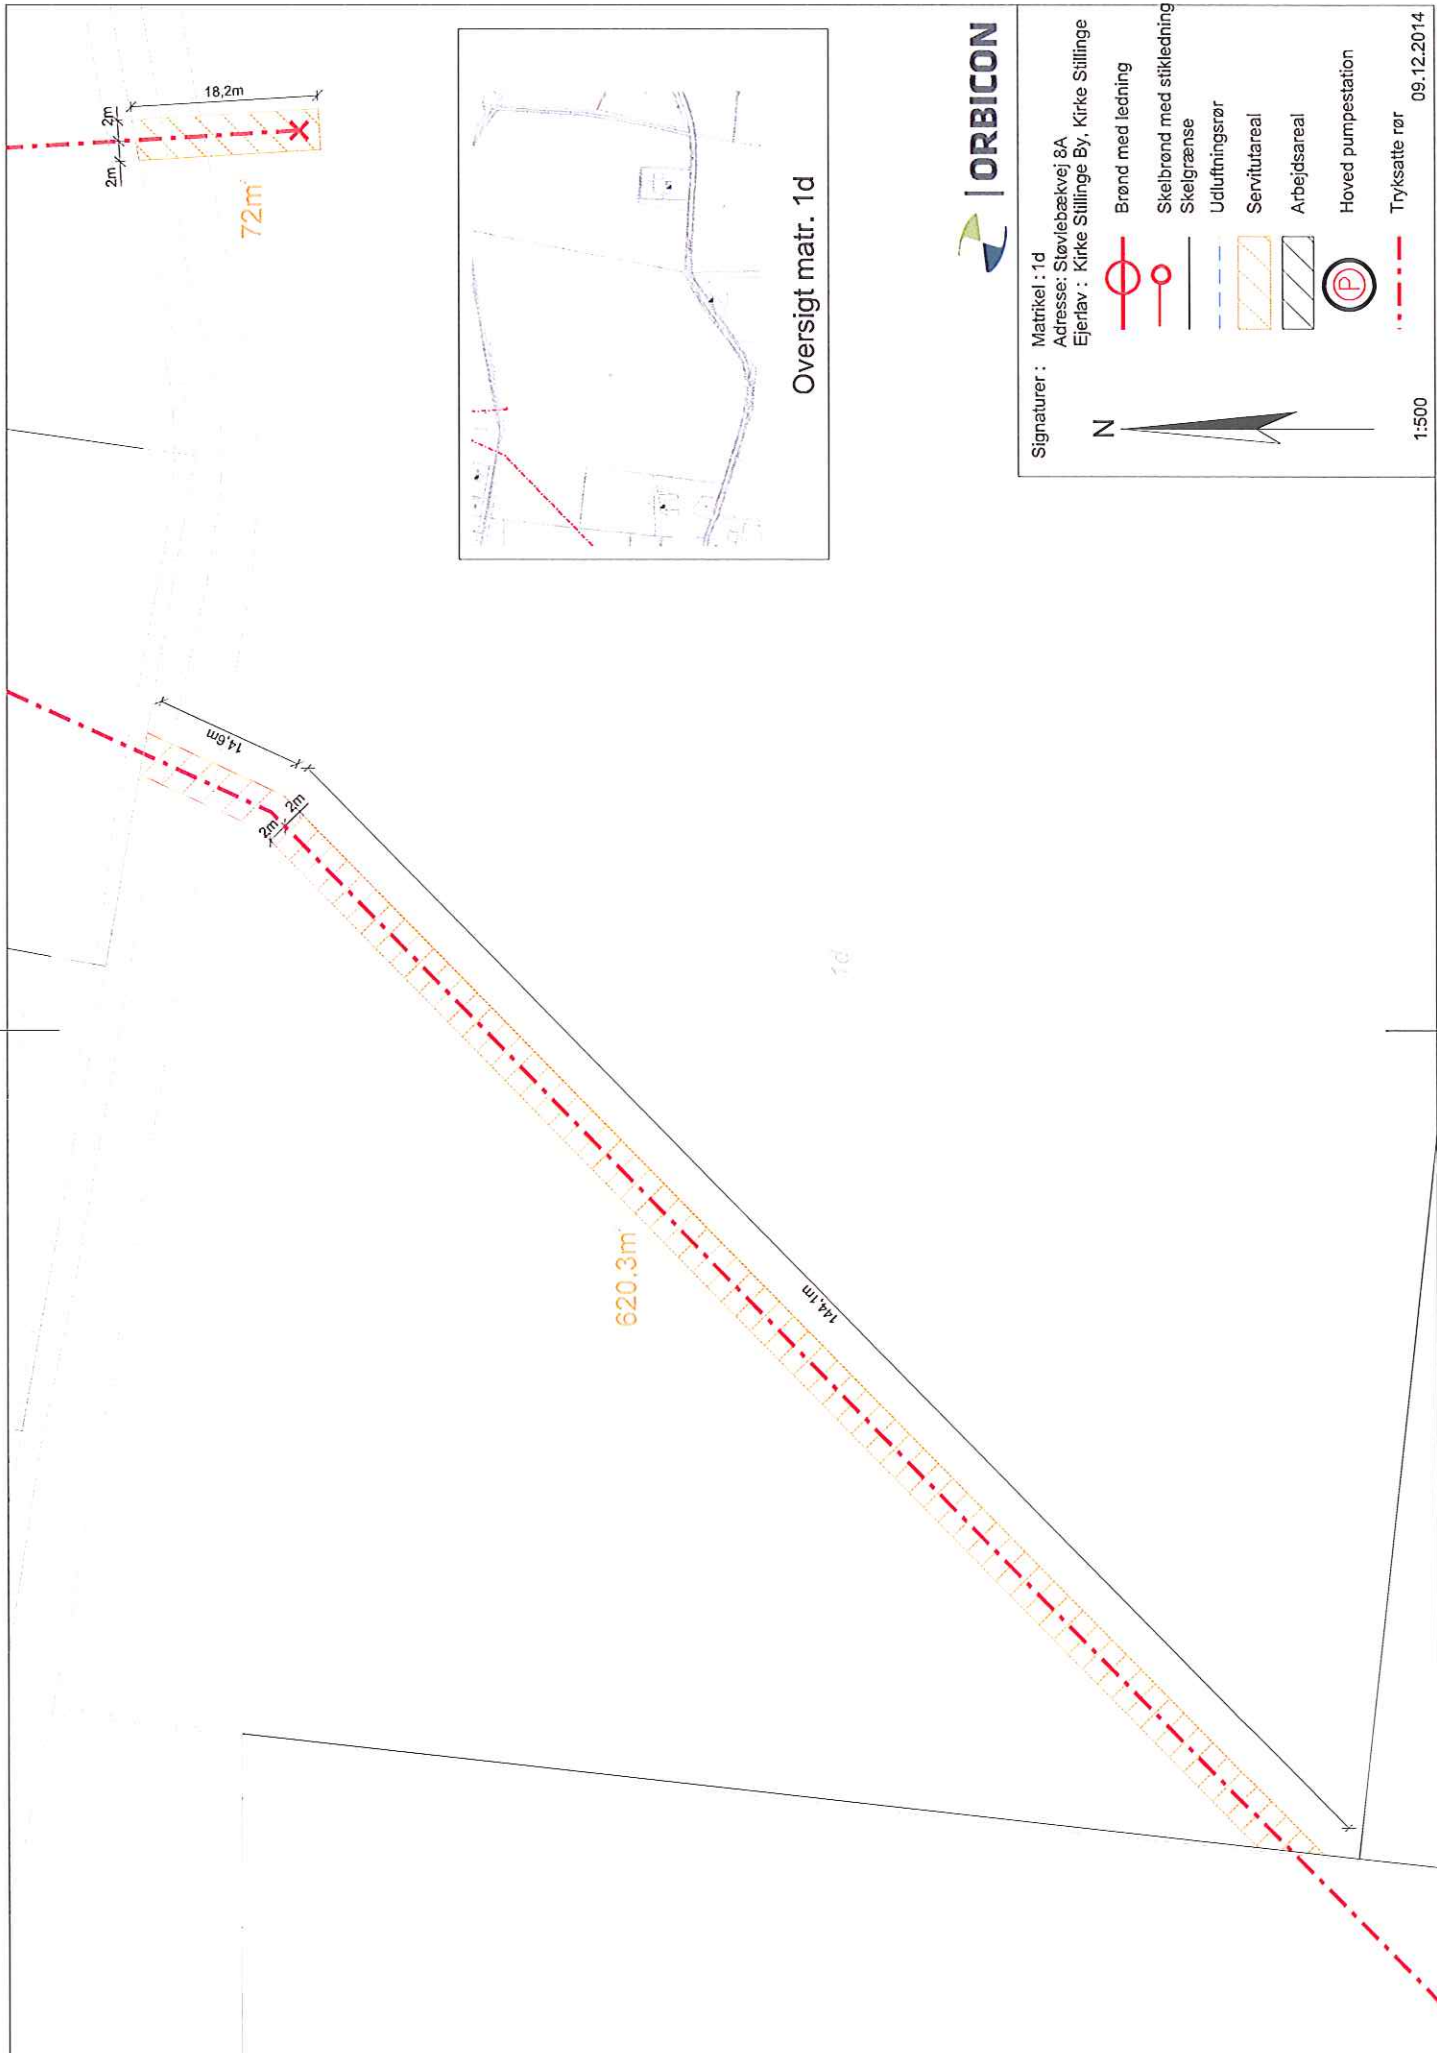 18,2m
2m
2m
72m
14,6m
2m
2m
144,1m
620.3m
1d
Oversigt matr. 1d
ORBICON
Signaturer : Matrikel : 1d
Adresse: Støvlebækvej 8A
Ejerlav : Kirke Stillinge By, Kirke Stillinge
N
Brønd med ledning
Skelbrønd med stikledning
Skelgrænse
Udluftningsrør
Servitutareal
Arbejdsareal
P
Hoved pumpestation
Tryksatte rør
1:500
09.12.2014